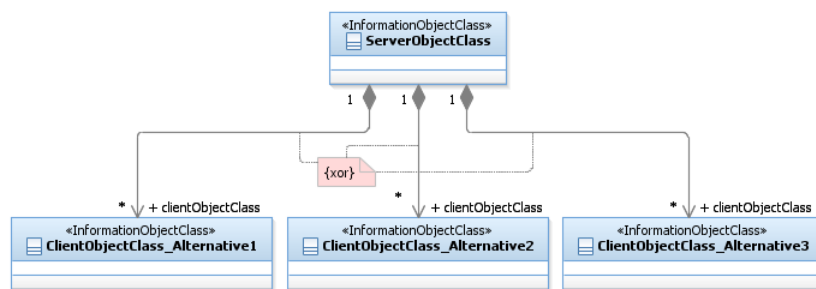 «InformationObjectClass»
ServerObjectClass
1 1 1
{xor}
* + clientObjectClass * + clientObjectClass * + clientObjectClass
«InformationObjectClass» «InformationObjectClass» «InformationObjectClass»
ClientObjectClass_Alternative1 ClientObjectClass_Alternative2 ClientObjectClass_Alternative3